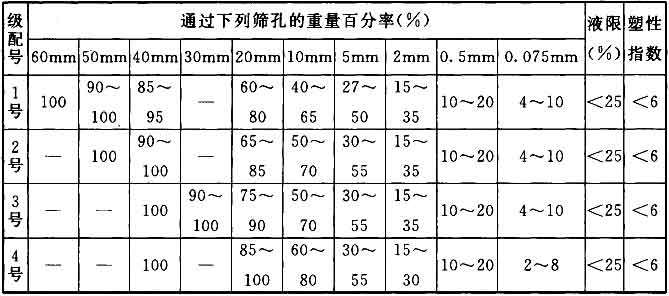 级配号 通过下列筛孔的重量百分率(%) 液限(%) 塑性指数
60mm 50mm 40mm 30mm 20mm 10mm 5mm 2mm 0.5mm 0.075mm
1号 100 90～100 85～95 — 60～80 40～65 27～50 15～35 10～20 4～10 <25 <6
2号 — 100 90～100 — 65～85 50～70 30～55 15～35 10～20 4～10 <25 <6
3号 — — 100 90～100 75～90 50～70 30～55 15～35 10～20 4～10 <25 <6
4号 — — 100 — 85～100 60～80 30～55 15～30 10～20 2～8 <25 <6